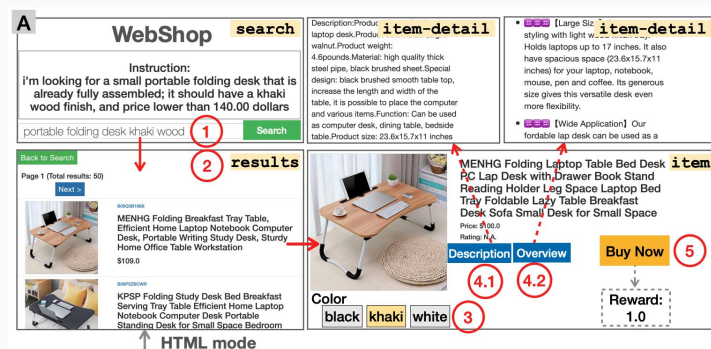 A
WebShop
search
Instruction:
i'm looking for a small portable folding desk that is
already fully assembled; it should have a khaki
wood finish, and price lower than 140.00 dollars
portable folding desk khaki wood
1
Search
item-detail
laptop desk.Produ
walnut.Product weight:
4.6pounds.Material: high quality thick
steel pipe, black brushed sheet.Special
design: black brushed smooth table top,
increase the length and width of the
table, it is possible to place the computer
and various items.Function: Can be used
as computer desk, dining table, bedside
table.Product size: 23.6x15.7x11 inches
item-detail
styling with light
Holds laptops up to 17 inches. It also
have spacious space (23.6x15.7x11
inches) for your laptop, notebook,
mouse, pen and coffee. Its generous
size gives this versatile desk even
more flexibility.
【Wide Application】Our
fordable lap desk can be used as a
Back to Search
2
results
Page 1 (Total results: 50)
Next >
MENHG Folding Breakfast Tray Table,
Efficient Home Laptop Notebook Computer
Desk, Portable Writing Study Desk, Sturdy
Home Office Table Workstation
$109.0
KPSP Folding Study Desk Bed Breakfast
Serving Tray Table Efficient Home Laptop
Notebook Computer Desk Portable
Standing Desk for Small Space Bedroom
HTML mode
item
MENHG Folding Laptop Table Bed Desk
PC Lap Desk with Drawer Book Stand
Reading Holder Leg Space Laptop Bed
Tray Foldable Lazy Table Breakfast
Desk Sofa Small Desk for Small Space
Price: $100.0
Rating: N.A.
Description
Overview
4.1
4.2
Buy Now
5
Reward:
1.0
Color
black
khaki
white
3